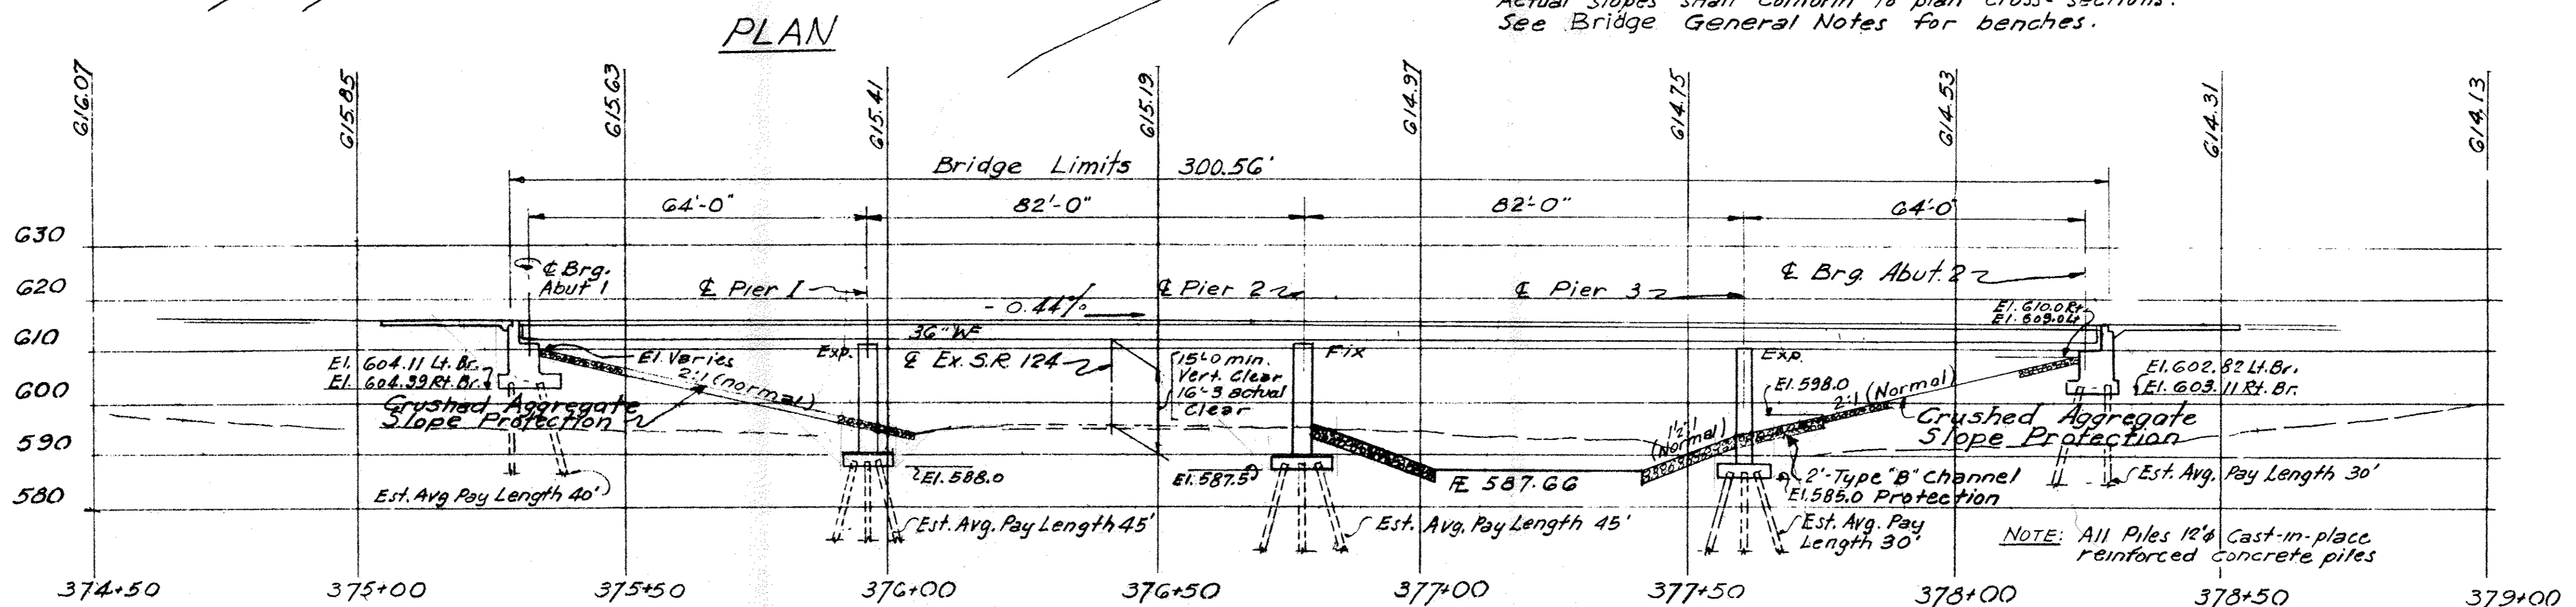 Actual slopes shall conform to plan cross-sections.
See Bridge General Notes for benches.
PLAN
616.07
615.85
615.63
615.41
615.19
614.97
614.75
614.53
614.31
614.13
Bridge Limits 300.56'
64'-0"
82'-0"
82'-0"
64'-0"
630
620
610
600
590
580
℄ Brg.
Abut 1
℄ Pier 1
℄ Pier 2
℄ Pier 3
℄ Brg. Abut. 2
- 0.44%
36" WF
El. 610.0 Rt.
El. 609.0 Lt.
El. 604.11 Lt. Br.
El. 604.39 Rt. Br.
El. Varies
2:1 (normal)
Crushed Aggregate
Slope Protection
Exp.
℄ Ex. S.R. 124
15'-0 min.
Vert. Clear
16'-3 actual
Clear
Fix
Exp.
El. 598.0
2:1 (Normal)
1½:1
(Normal)
El. 602.82 Lt. Br.
El. 603.11 Rt. Br.
Crushed Aggregate
Slope Protection
Est. Avg Pay Length 40'
El. 588.0
El. 587.5
587.66
2'-Type "B" Channel
El. 585.0 Protection
Est. Avg. Pay Length 30'
Est. Avg. Pay Length 45'
Est. Avg. Pay Length 45'
Est. Avg. Pay
Length 30'
NOTE: All Piles 12"ϕ Cast-in-place
reinforced concrete piles
374+50
375+00
375+50
376+00
376+50
377+00
377+50
378+00
378+50
379+00